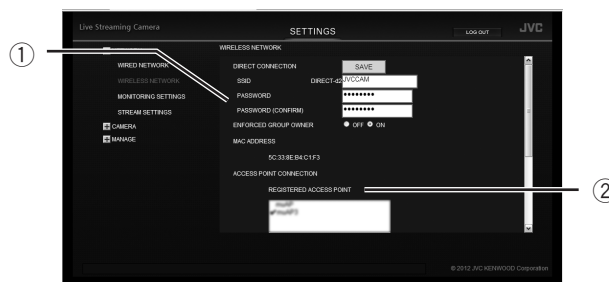 Live Streaming Camera
SETTINGS
LOG OUT
JVC
①
WIRELESS NETWORK
WIRED NETWORK
WIRELESS NETWORK
MONITORING SETTINGS
STREAM SETTINGS
CAMERA
MANAGE
DIRECT CONNECTION SAVE
SSID DIRECT-d2 JVCCAM
PASSWORD ••••••••
PASSWORD (CONFIRM) ••••••••
ENFORCED GROUP OWNER OFF ON
MAC ADDRESS
5C:33:8E:B4:C1:F3
ACCESS POINT CONNECTION
REGISTERED ACCESS POINT
②
© 2012 JVC KENWOOD Corporation